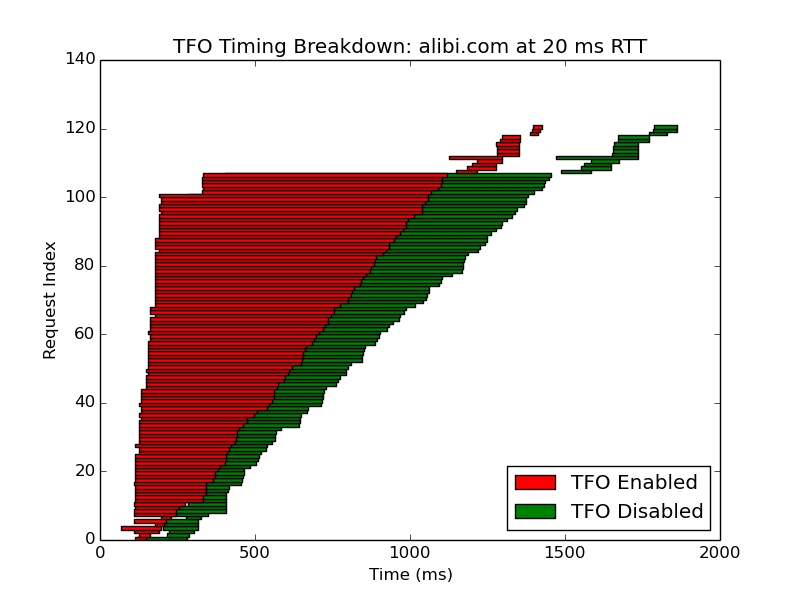 TFO Timing Breakdown: alibi.com at 20 ms RTT
140
120
100
80
60
40
20
0
Request Index
0 500 1000 1500 2000
Time (ms)
TFO Enabled
TFO Disabled